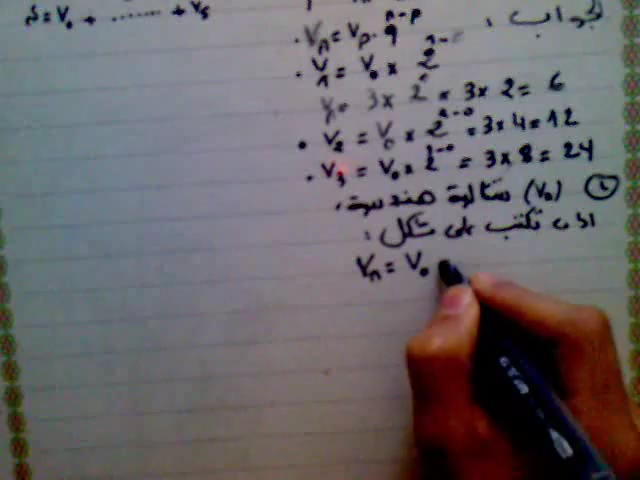 S = V₀ + ........ + V₅
الجواب :
. Vₙ = Vₚ . qⁿ⁻ᵖ
. V₁ = V₀ × 2
V₁ = 3 × 2 = 3 × 2 = 6
. V₂ = V₀ × 2²⁻⁰ = 3 × 4 = 12
. V₃ = V₀ × 2³⁻⁰ = 3 × 8 = 24
(Vₙ) متتالية هندسية .
اذن تكتب على شكل :
Vₙ = V₀